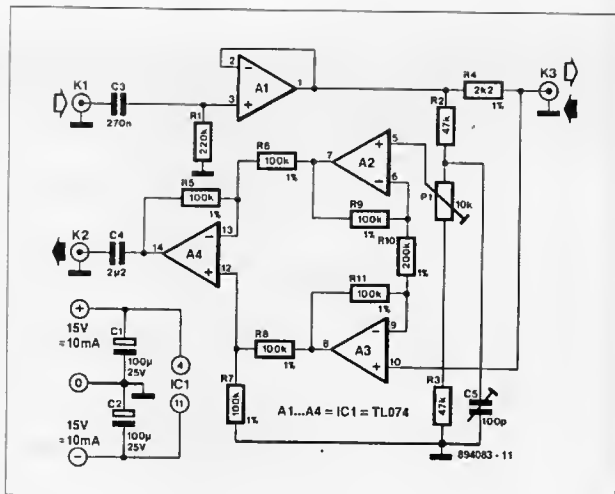 K1
C3
270n
R1
220k
2
3
1
A1
R4
2k2
1%
K3
R2
47k
R6
100k
1%
7
A2
5
6
P1
10k
R5
100k
1%
R9
100k
1%
R10
200k
1%
K2
C4
2µ2
14
A4
13
12
R11
100k
1%
R8
100k
1%
8
A3
9
10
R7
100k
1%
R3
47k
C5
100p
+
15V
≈10mA
C1
100µ
25V
0
4
IC1
11
C2
100µ
25V
15V
≈10mA
−
A1...A4 = IC1 = TL074
894083 - 11